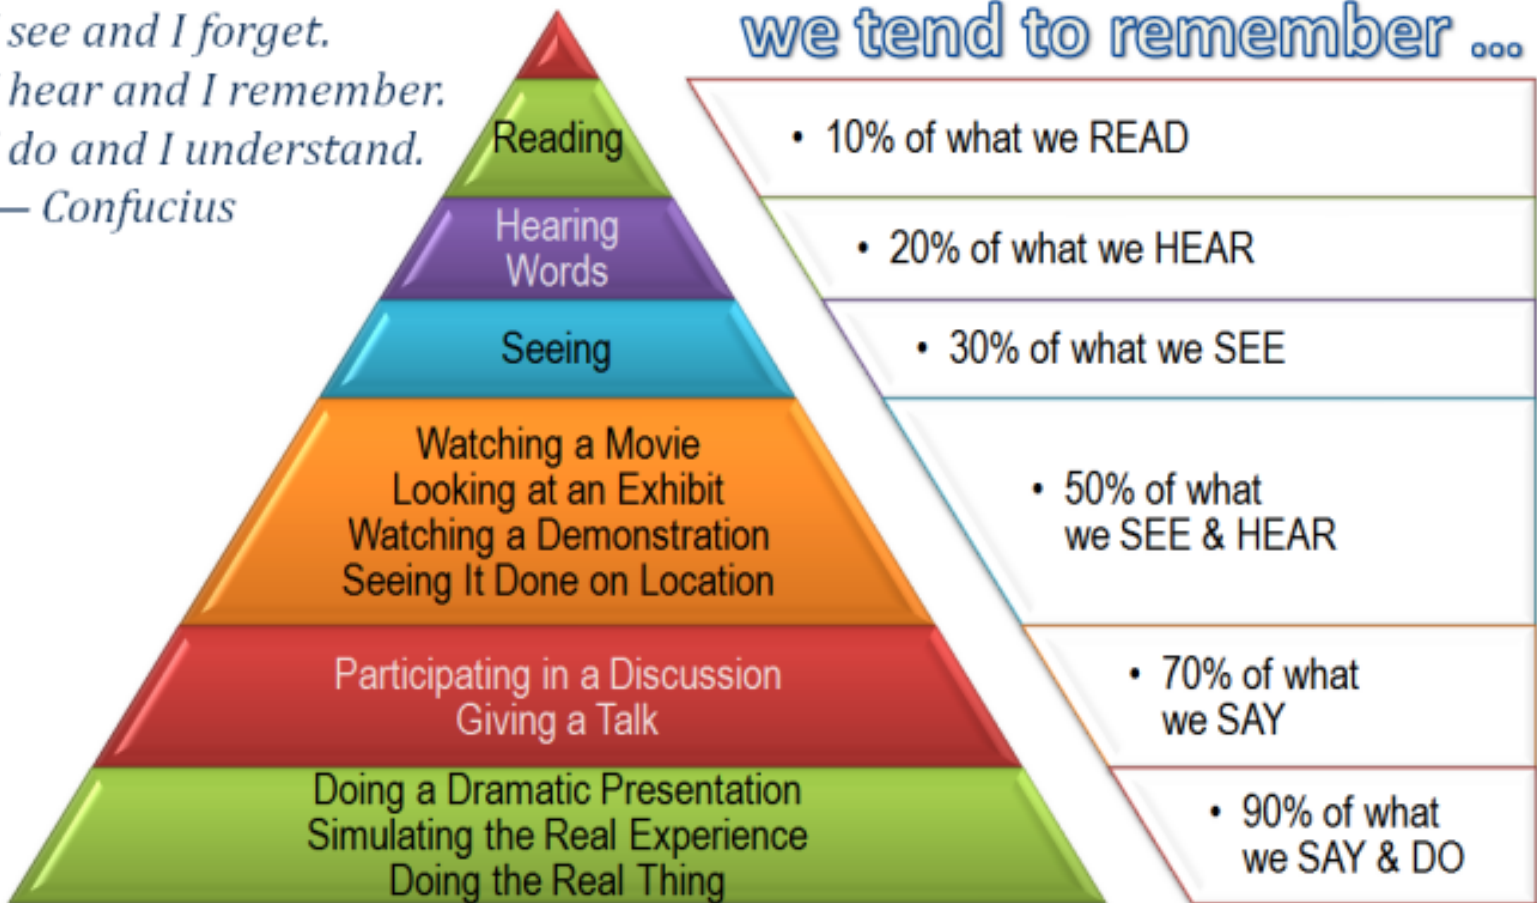 see and I forget.
hear and I remember.
do and I understand.
— Confucius
we tend to remember ...
Reading
• 10% of what we READ
Hearing
Words
• 20% of what we HEAR
Seeing
• 30% of what we SEE
Watching a Movie
Looking at an Exhibit
Watching a Demonstration
Seeing It Done on Location
• 50% of what
we SEE & HEAR
Participating in a Discussion
Giving a Talk
• 70% of what
we SAY
Doing a Dramatic Presentation
Simulating the Real Experience
Doing the Real Thing
• 90% of what
we SAY & DO